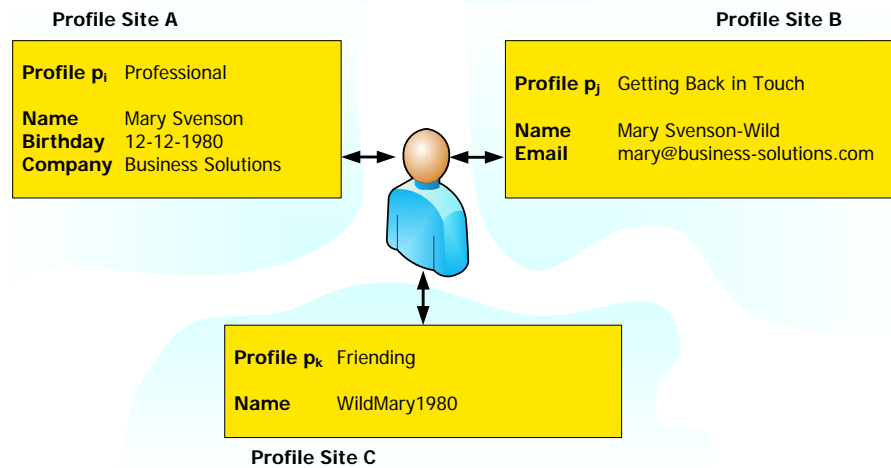 Profile Site A
Profile pi Professional
Name Mary Svenson
Birthday 12-12-1980
Company Business Solutions
Profile Site B
Profile pj Getting Back in Touch
Name Mary Svenson-Wild
Email mary@business-solutions.com
Profile pk Friending
Name WildMary1980
Profile Site C